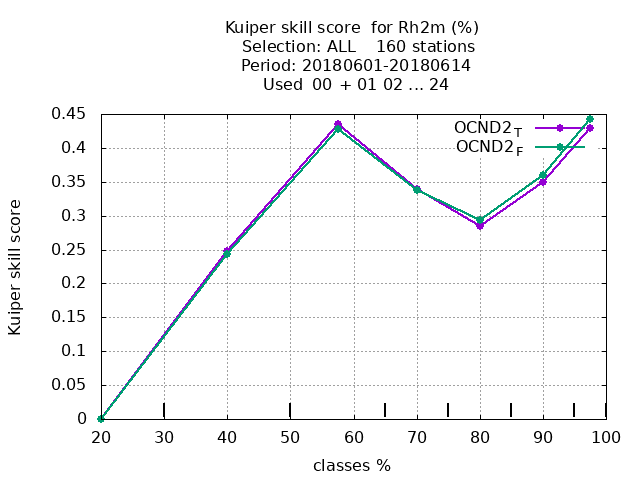 Kuiper skill score  for Rh2m (%)
Selection: ALL    160 stations
Period: 20180601-20180614
Used  00 + 01 02 ... 24
OCND2T
OCND2F
Kuiper skill score
0.45
0.4
0.35
0.3
0.25
0.2
0.15
0.1
0.05
0
20 30 40 50 60 70 80 90 100
classes %